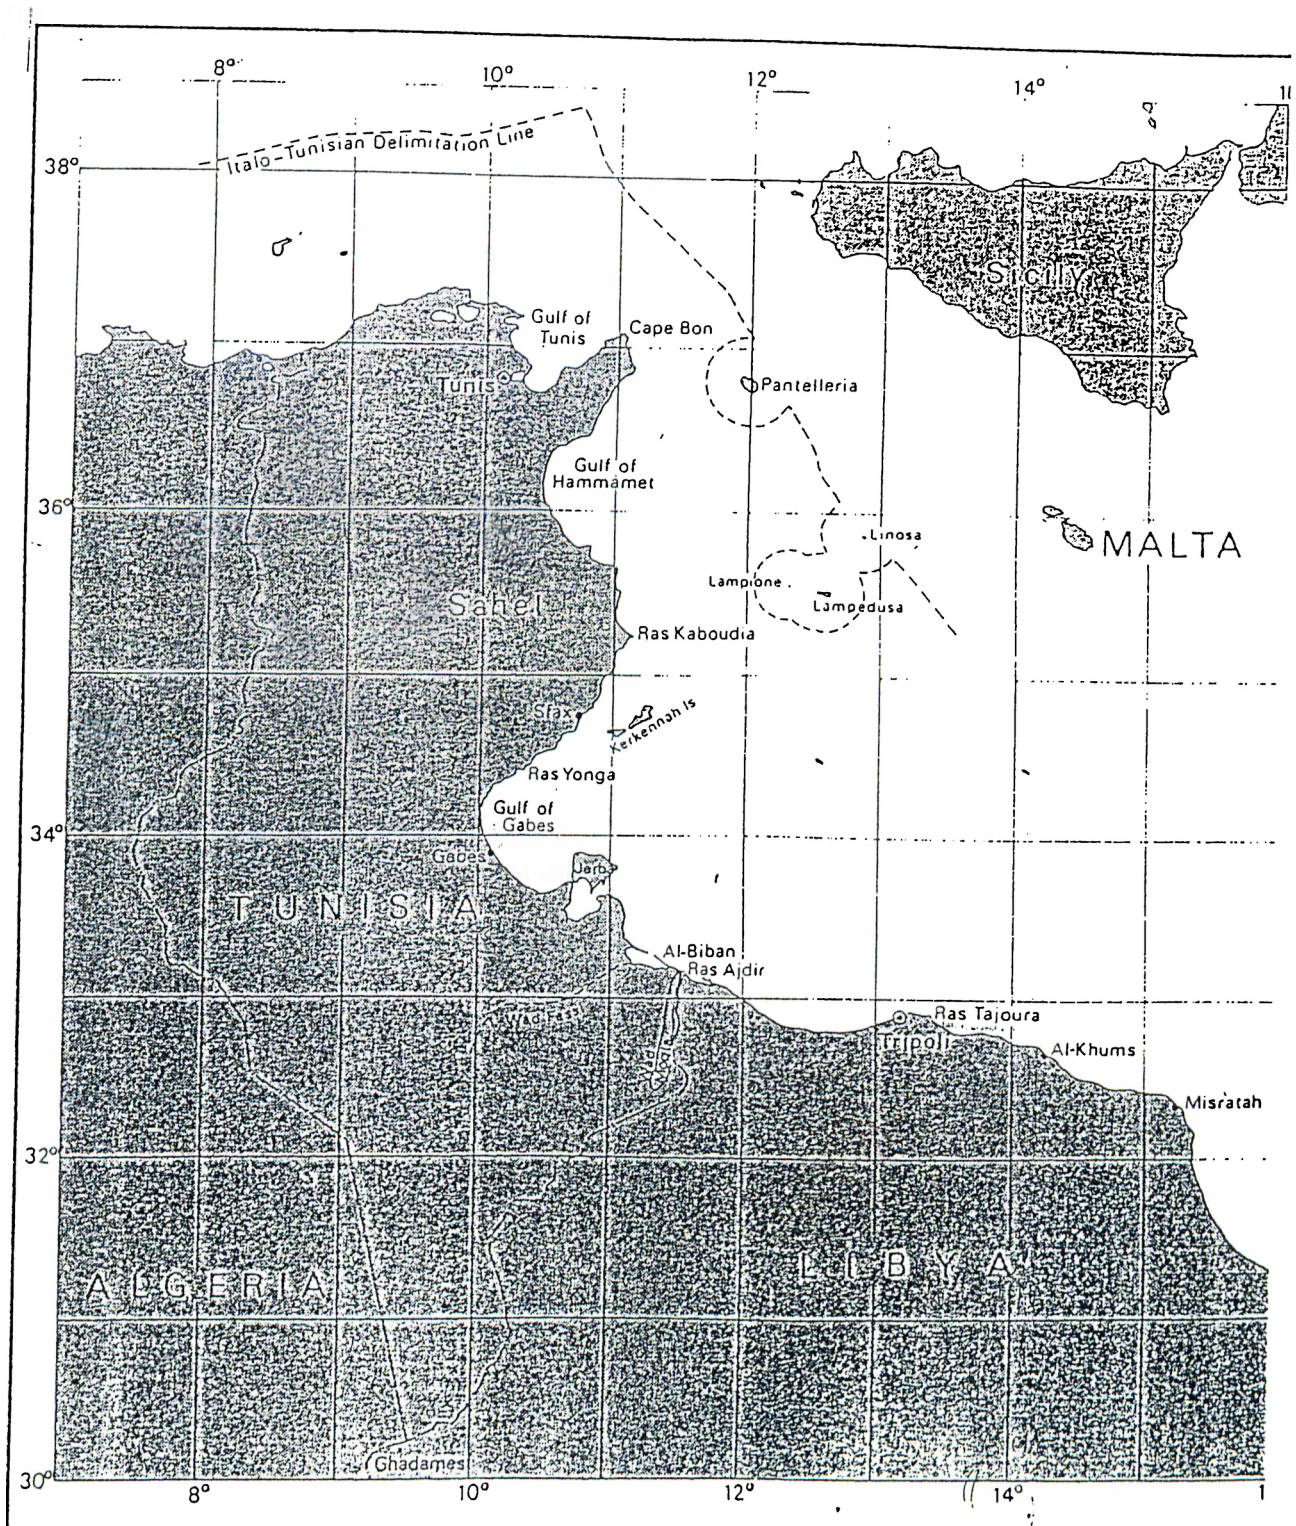 8°
10°
12°
14°
Italo-Tunisian Delimitation Line
38°
Sicily
Gulf of
Tunis
Cape Bon
Tunis
Pantelleria
Gulf of
Hammamet
36°
Linosa
MALTA
Lampione
Lampedusa
Sahel
Ras Kaboudia
Sfax
Kerkennah Is
Ras Yonga
Gulf of
Gabes
34°
Gabes
Jerba
TUNISIA
Al-Biban
Ras Ajdir
Ras Tajoura
Tripoli
Al-Khums
Misratah
32°
LIBYA
ALGERIA
Ghadames
30°
8°
10°
12°
14°